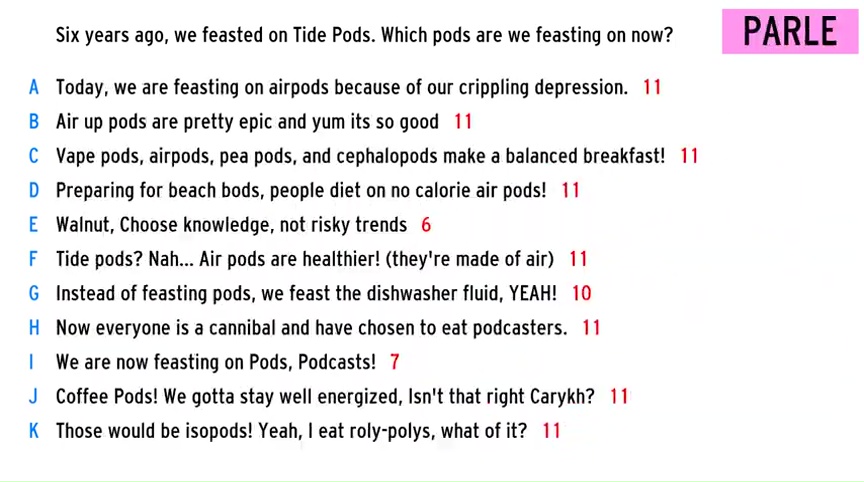 Six years ago, we feasted on Tide Pods. Which pods are we feasting on now?
PARLE
A Today, we are feasting on airpods because of our crippling depression. 11
B Air up pods are pretty epic and yum its so good 11
C Vape pods, airpods, pea pods, and cephalopods make a balanced breakfast! 11
D Preparing for beach bods, people diet on no calorie air pods! 11
E Walnut, Choose knowledge, not risky trends 6
F Tide pods? Nah... Air pods are healthier! (they're made of air) 11
G Instead of feasting pods, we feast the dishwasher fluid, YEAH! 10
H Now everyone is a cannibal and have chosen to eat podcasters. 11
I We are now feasting on Pods, Podcasts! 7
J Coffee Pods! We gotta stay well energized, Isn't that right Carykh? 11
K Those would be isopods! Yeah, I eat roly-polys, what of it? 11